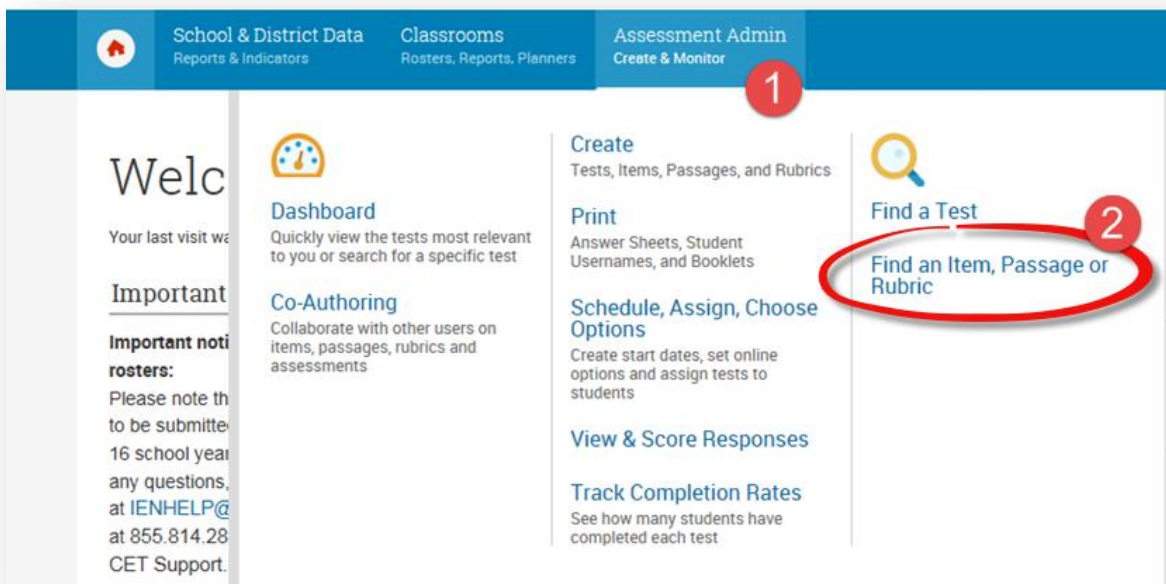 School & District Data
Reports & Indicators
Classrooms
Rosters, Reports, Planners
Assessment Admin
Create & Monitor
1
Welc
Your last visit wa
Important
Important noti
rosters:
Please note th
to be submitte
16 school year
any questions,
at IENHELP@
at 855.814.28
CET Support.
Dashboard
Quickly view the tests most relevant
to you or search for a specific test
Co-Authoring
Collaborate with other users on
items, passages, rubrics and
assessments
Create
Tests, Items, Passages, and Rubrics
Print
Answer Sheets, Student
Usernames, and Booklets
Schedule, Assign, Choose
Options
Create start dates, set online
options and assign tests to
students
View & Score Responses
Track Completion Rates
See how many students have
completed each test
Find a Test
2
Find an Item, Passage or
Rubric